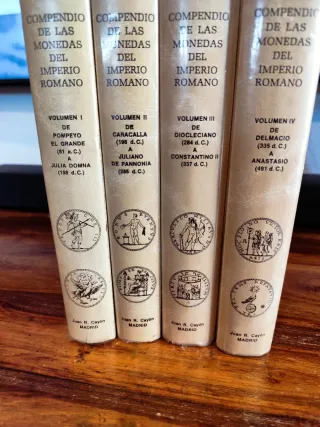 COMPENDIO
DE LAS
MONEDAS
DEL
IMPERIO
ROMANO
VOLUMEN I
DE
POMPEYO
EL GRANDE
(81 a.C.)
A
JULIA DOMNA
(193 d.C.)
Juan R. Cayón
MADRID
COMPENDIO
DE LAS
MONEDAS
DEL
IMPERIO
ROMANO
VOLUMEN II
DE
CARACALLA
(198 d.C.)
A
JULIANO
DE PANNONIA
(285 d.C.)
Juan R. Cayón
MADRID
COMPENDIO
DE LAS
MONEDAS
DEL
IMPERIO
ROMANO
VOLUMEN III
DE
DIOCLECIANO
(284 d.C.)
A
CONSTANTINO II
(337 d.C.)
Juan R. Cayón
MADRID
COMPENDIO
DE LAS
MONEDAS
DEL
IMPERIO
ROMANO
VOLUMEN IV
DE
DELMACIO
(335 d.C.)
A
ANASTASIO
(491 d.C.)
Juan R. Cayón
MADRID